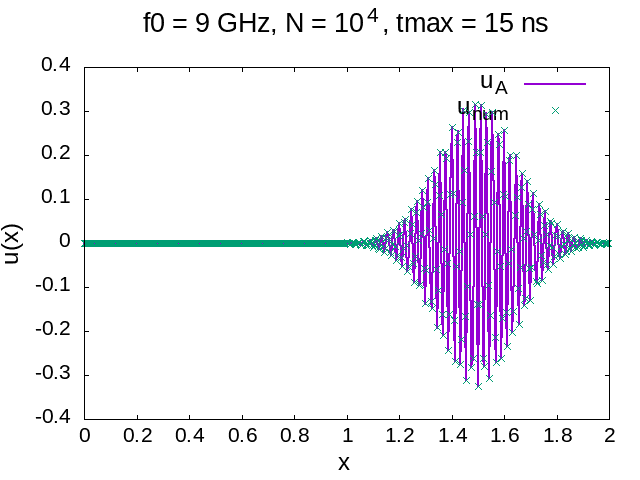 f0 = 9 GHz, N = 10⁴, tmax = 15 ns
0.4
u_A
0.3
u_num
0.2
0.1
0
u(x)
-0.1
-0.2
-0.3
-0.4
0 0.2 0.4 0.6 0.8 1 1.2 1.4 1.6 1.8 2
x